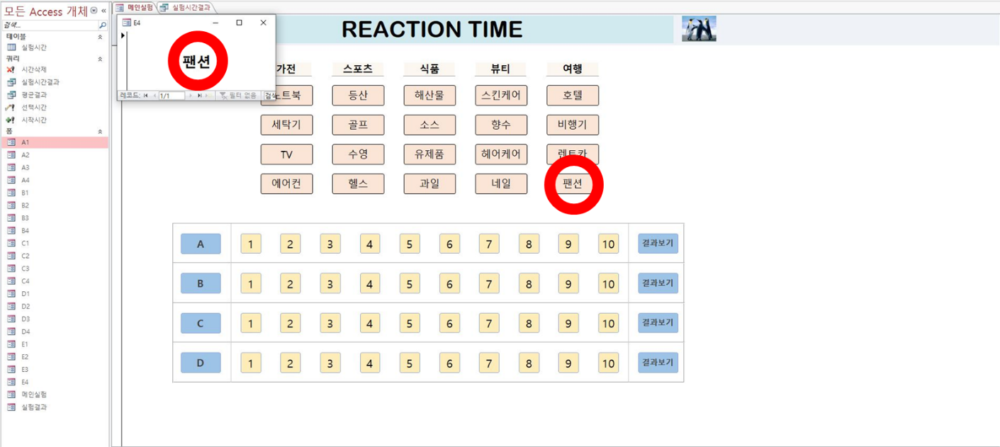 모든 Access 개체
검색...
테이블
실험시간
쿼리
시간삭제
실험시간결과
평균결과
선택시간
시작시간
폼
A1
A2
A3
A4
B1
B2
B3
B4
C1
C2
C3
C4
D1
D2
D3
D4
E1
E2
E3
E4
메인실험
실험결과
메인실험 실험시간결과
E4
팬션
레코드: 1/1 필터 없음 검색
REACTION TIME
가전 스포츠 식품 뷰티 여행
트북 등산 해산물 스킨케어 호텔
세탁기 골프 소스 향수 비행기
TV 수영 유제품 헤어케어 렌트카
에어컨 헬스 과일 네일 팬션
A 1 2 3 4 5 6 7 8 9 10 결과보기
B 1 2 3 4 5 6 7 8 9 10 결과보기
C 1 2 3 4 5 6 7 8 9 10 결과보기
D 1 2 3 4 5 6 7 8 9 10 결과보기